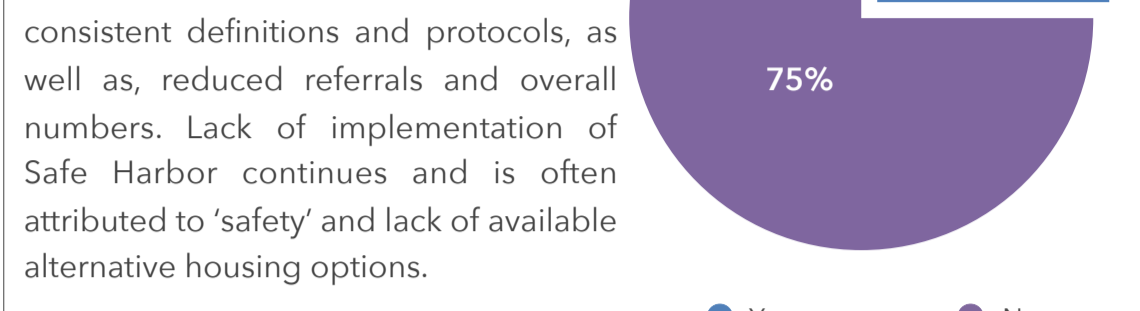 consistent definitions and protocols, as
well as, reduced referrals and overall
numbers. Lack of implementation of
Safe Harbor continues and is often
attributed to ‘safety’ and lack of available
alternative housing options.
75%